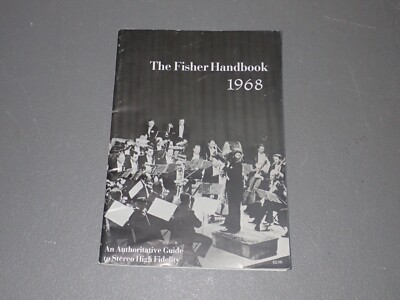 The Fisher Handbook
1968
An Authoritative Guide
to Stereo High Fidelity